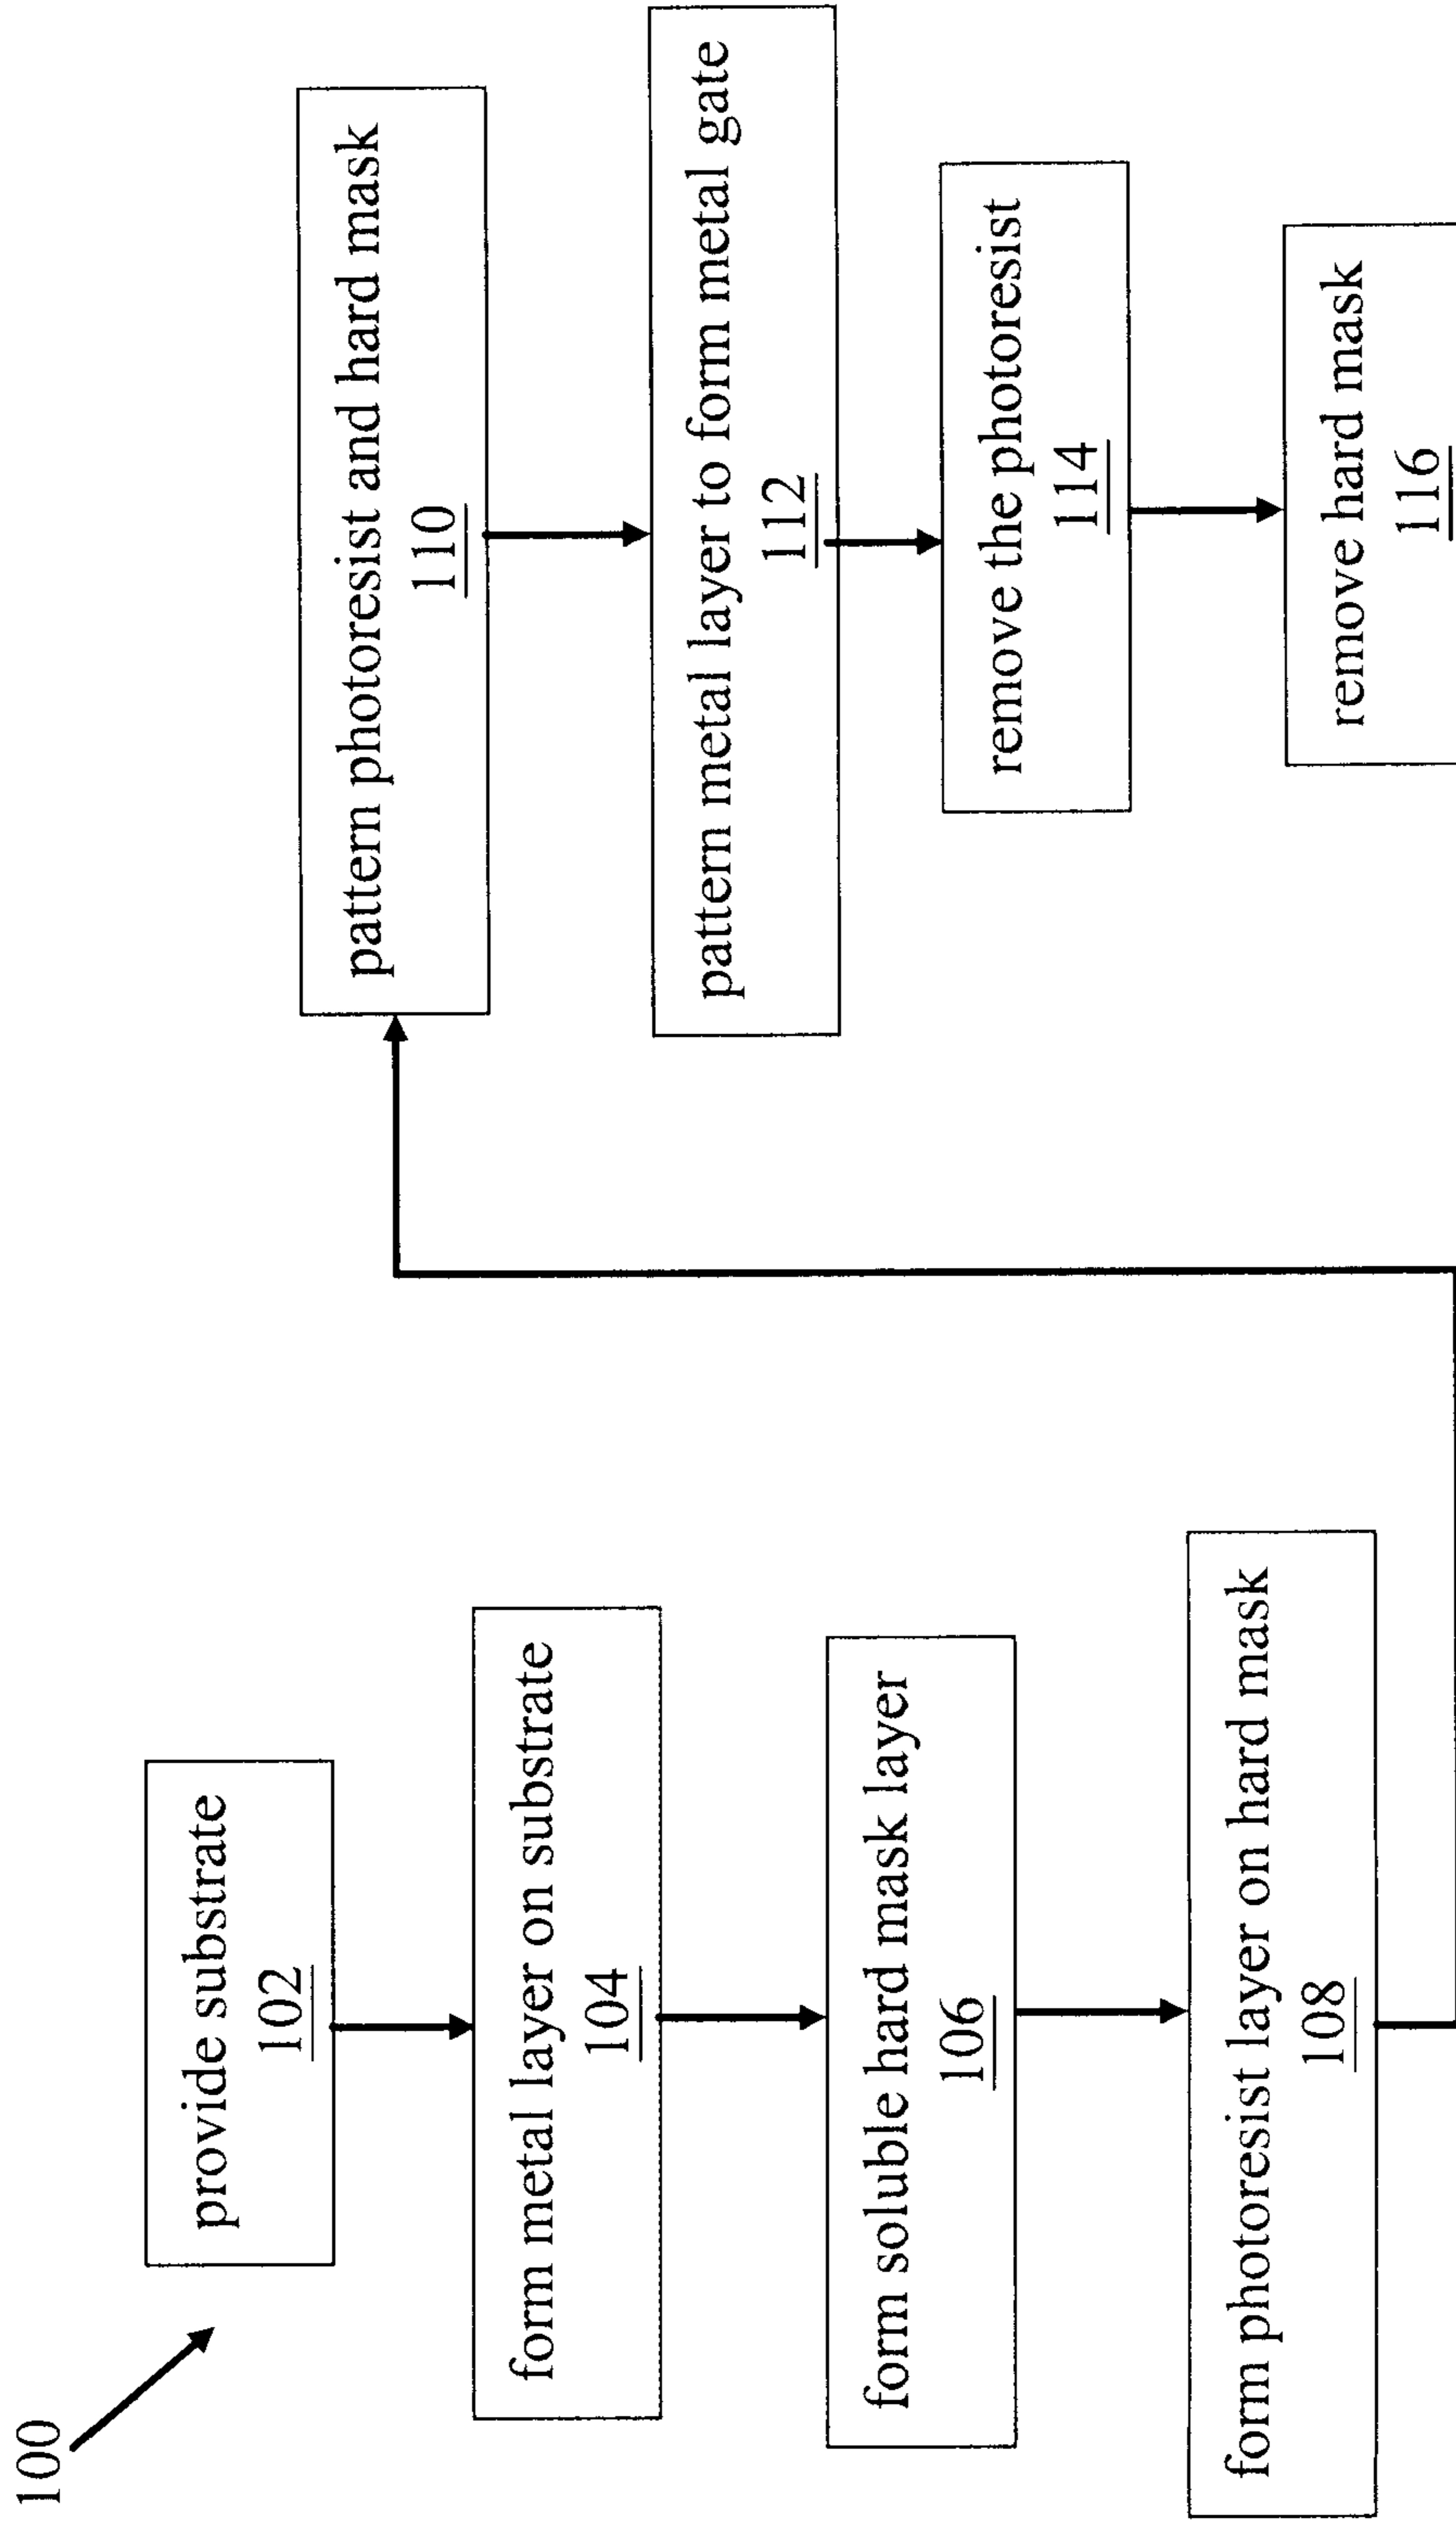 100
provide substrate
102
form metal layer on substrate
104
form soluble hard mask layer
106
form photoresist layer on hard mask
108
pattern photoresist and hard mask
110
pattern metal layer to form metal gate
112
remove the photoresist
114
remove hard mask
116